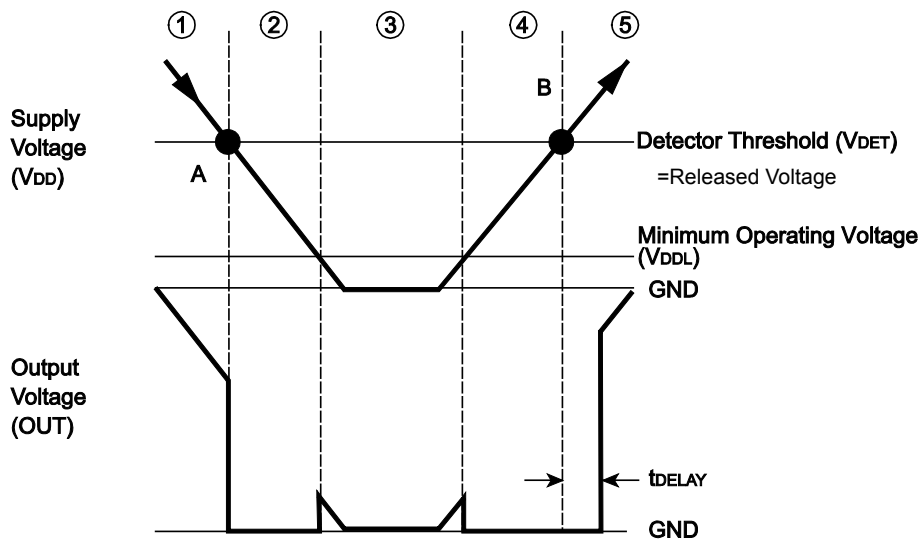 ① ② ③ ④ ⑤
Supply
Voltage
(VDD)
A
B
Detector Threshold (VDET)
=Released Voltage
Minimum Operating Voltage
(VDDL)
GND
Output
Voltage
(OUT)
tDELAY
GND